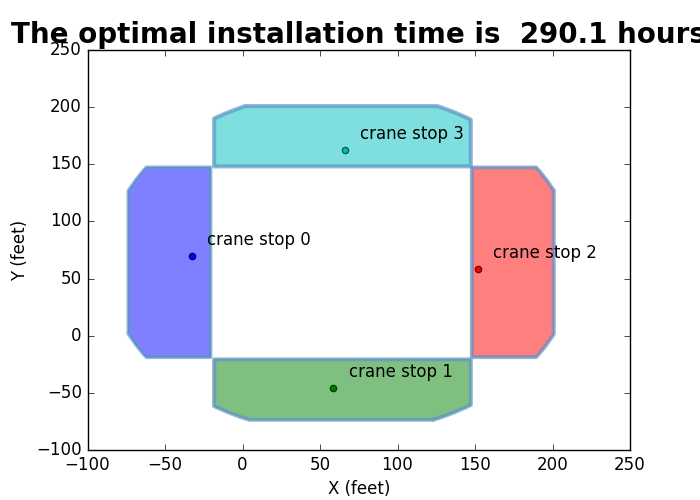 The optimal installation time is  290.1 hours
250
200
150
100
50
0
−50
−100
Y (feet)
crane stop 3
crane stop 0
crane stop 2
crane stop 1
−100
−50
0
50
100
150
200
250
X (feet)